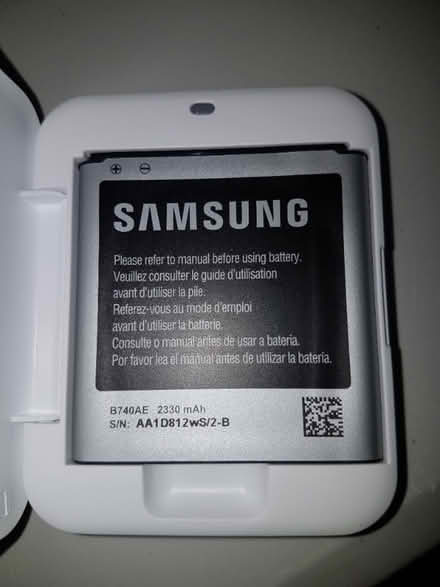 SAMSUNG
Please refer to manual before using battery.
Veuillez consulter le guide d'utilisation
avant d'utiliser la pile.
Referez-vous au mode d'emploi
avant d'utiliser la batterie.
Consulte o manual antes de usar a bateria.
Por favor lea el manual antes de utilizar la bateria.
B740AE 2330 mAh
S/N: AA1D812wS/2-B